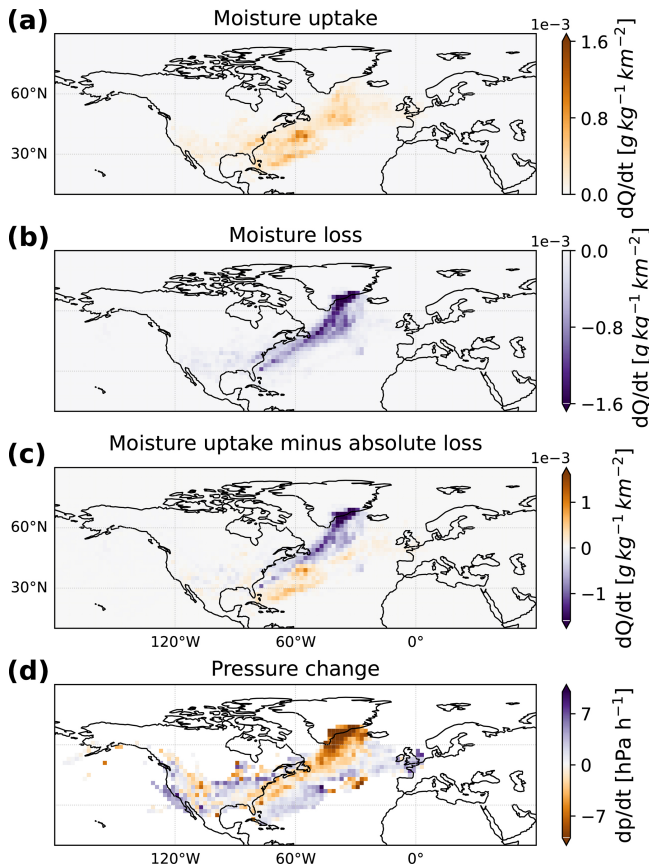 (a)
Moisture uptake
1e−3
60°N
30°N
1.6
0.8
0.0
dQ/dt [g kg⁻¹ km⁻²]
(b)
Moisture loss
1e−3
0.0
−0.8
−1.6
dQ/dt [g kg⁻¹ km⁻²]
(c)
Moisture uptake minus absolute loss
1e−3
60°N
30°N
120°W
60°W
0°
1
0
−1
dQ/dt [g kg⁻¹ km⁻²]
(d)
Pressure change
120°W
60°W
0°
7
0
−7
dp/dt [hPa h⁻¹]